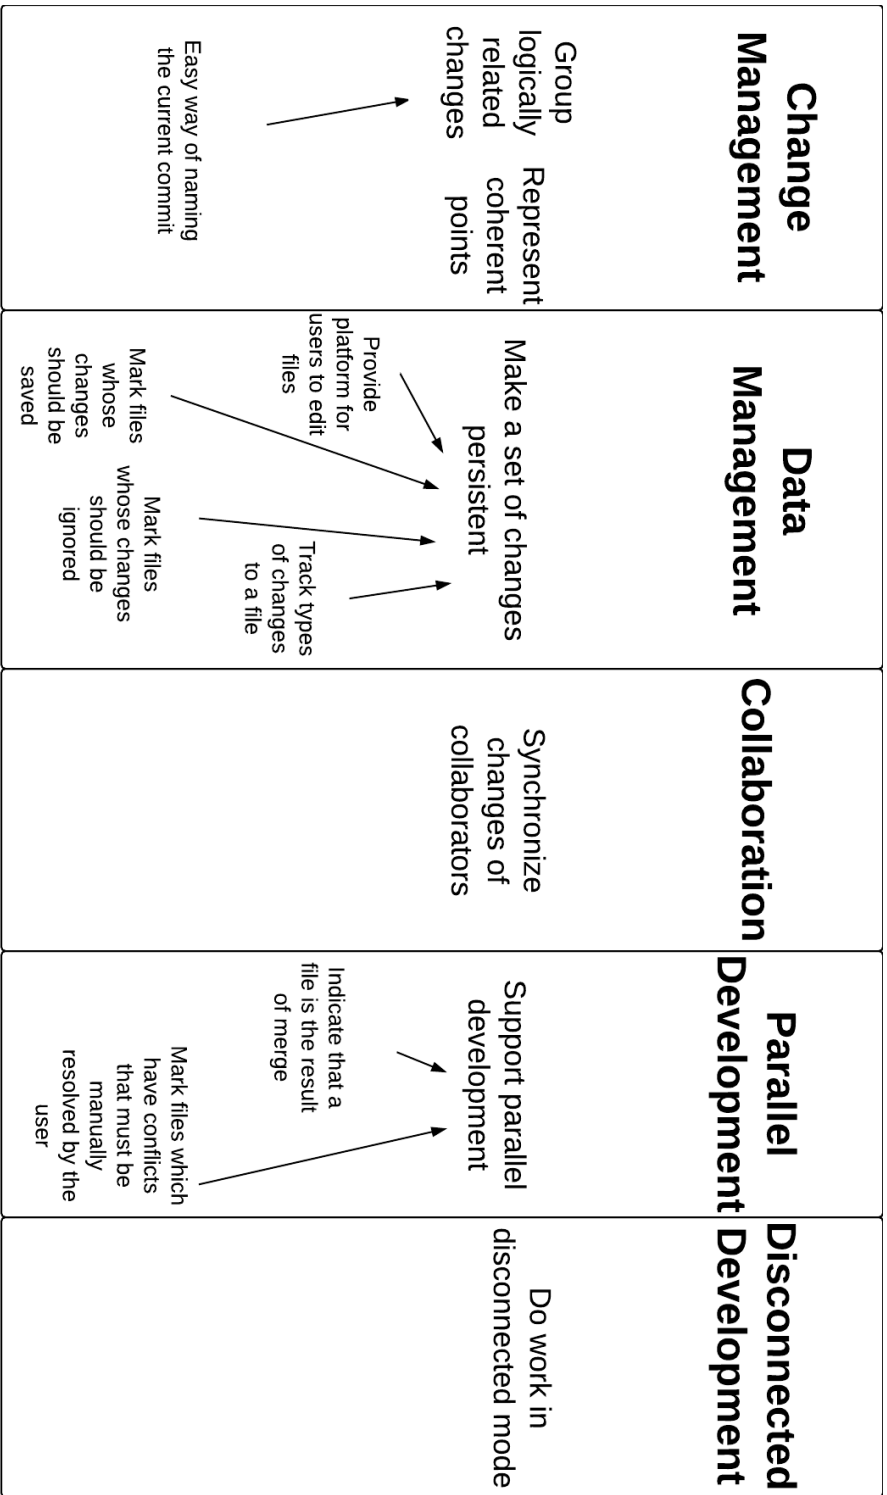 Change
Management
Group
logically
related
changes
Represent
coherent
points
Easy way of naming
the current commit
Data
Management
Make a set of changes
persistent
Provide
platform for
users to edit
files
Track types
of changes
to a file
Mark files
whose
changes
should be
saved
Mark files
whose changes
should be
ignored
Collaboration
Synchronize
changes of
collaborators
Parallel
Development
Support parallel
development
Indicate that a
file is the result
of merge
Mark files which
have conflicts
that must be
manually
resolved by the
user
Disconnected
Development
Do work in
disconnected mode